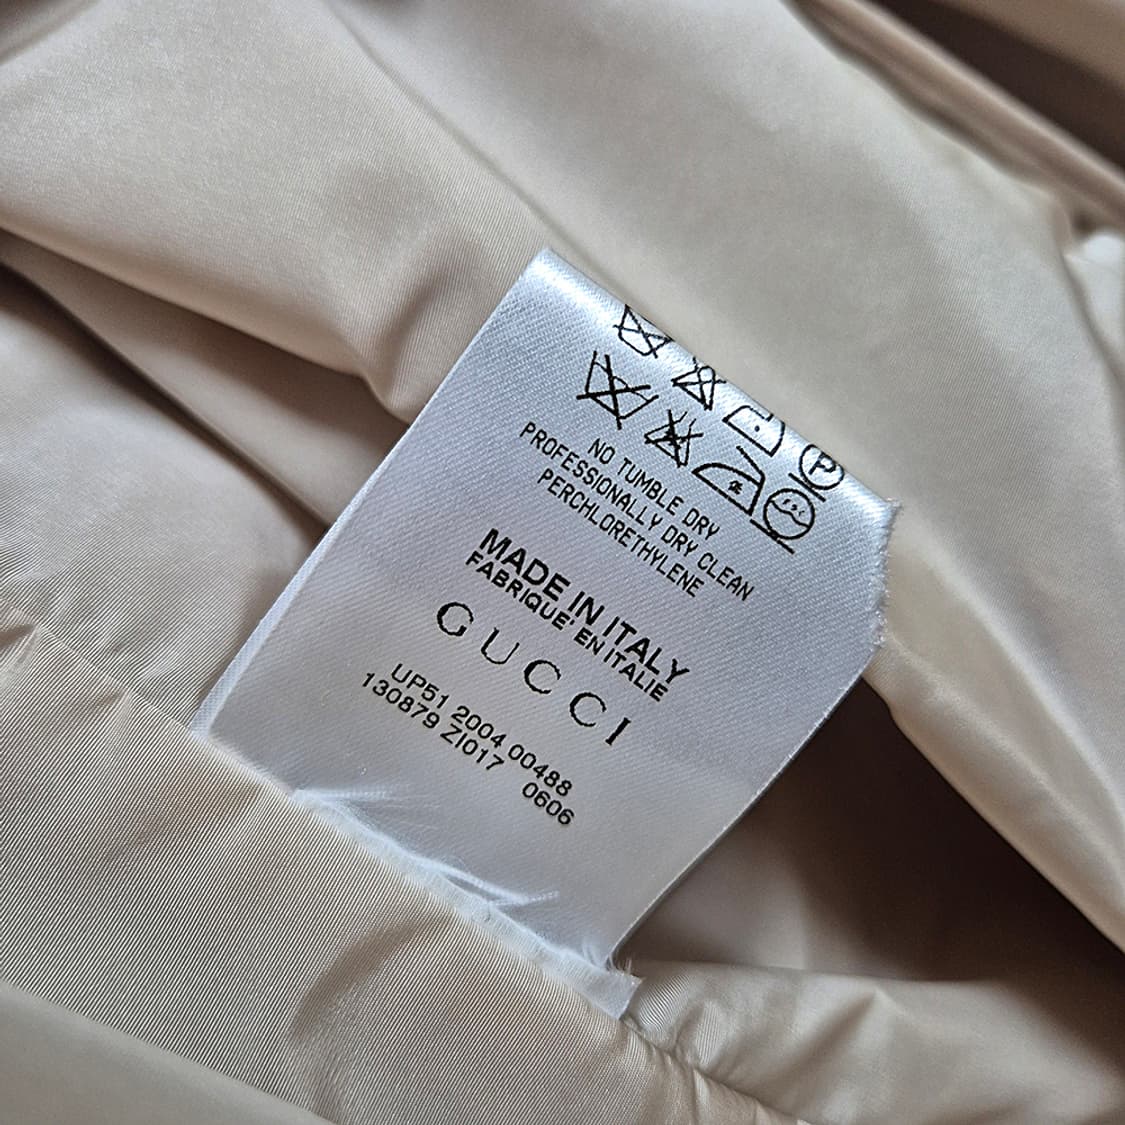 P
NO TUMBLE DRY
PROFESSIONALLY DRY CLEAN
PERCHLORETHYLENE
MADE IN ITALY
FABRIQUÉ EN ITALIE
GUCCI
UP51 2004 00488
130879 ZI017 0606